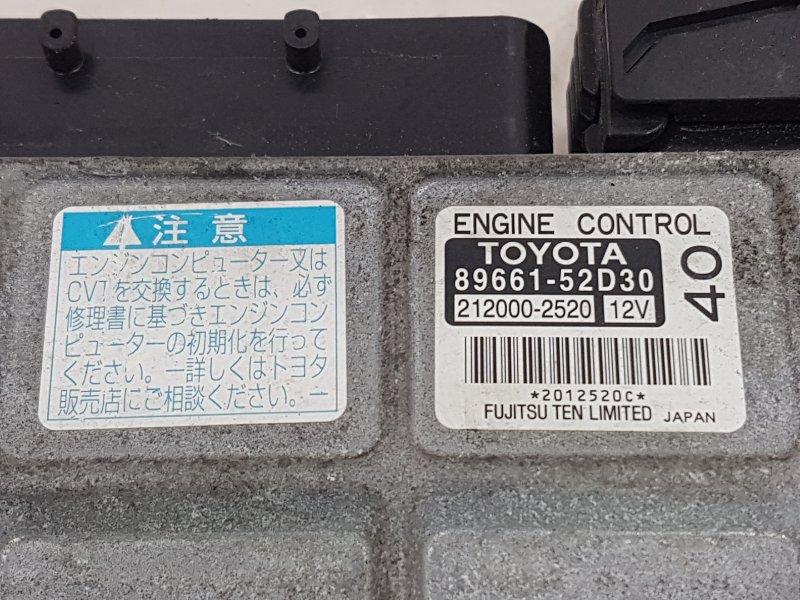 注意
エンジンコンピューター又は
CVTを交換するときは、必ず
修理書に基づきエンジンコン
ピューターの初期化を行って
ください。ー詳しくはトヨタ
販売店にご相談ください。ー
ENGINE CONTROL
TOYOTA
89661-52D30
212000-2520 12V
40
*2012520C*
FUJITSU TEN LIMITED JAPAN